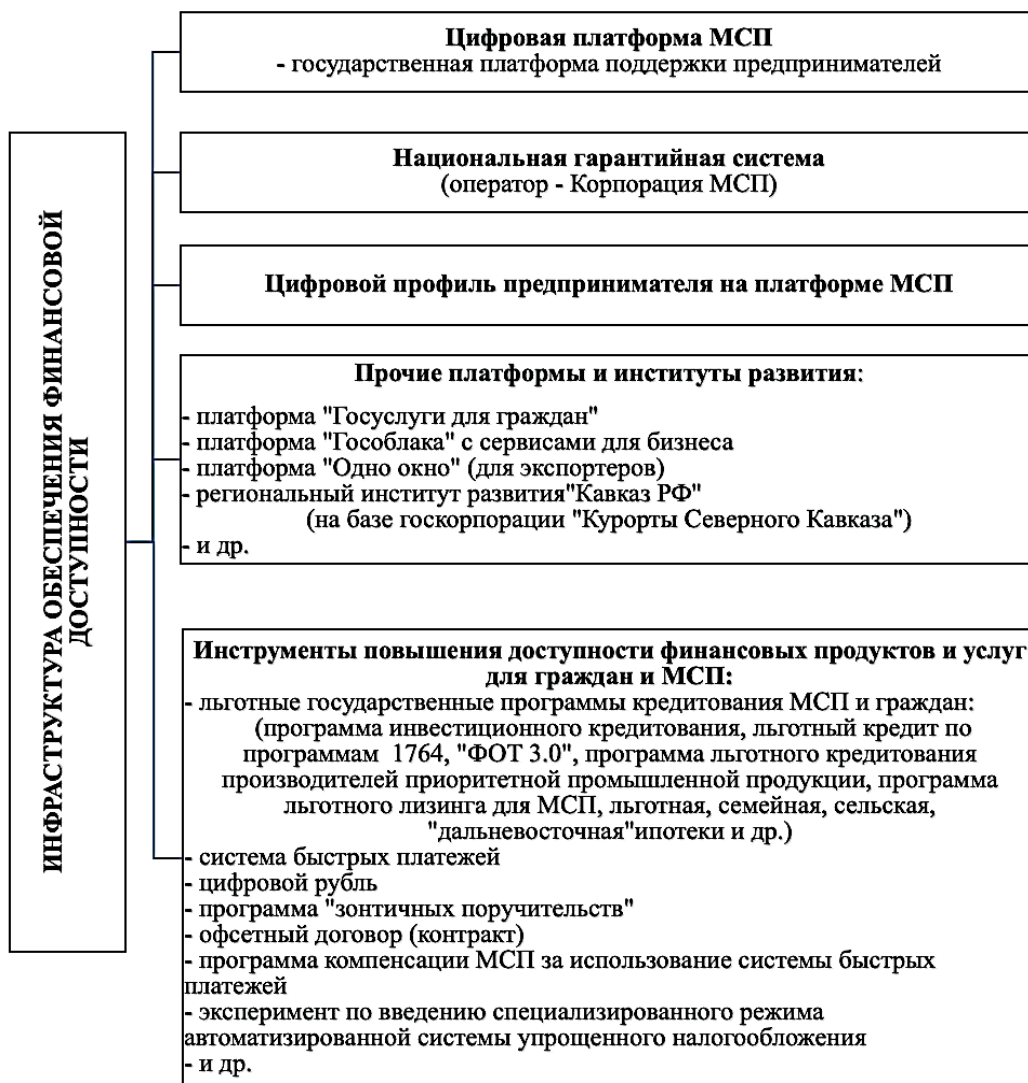 ИНФРАСТРУКТУРА ОБЕСПЕЧЕНИЯ ФИНАНСОВОЙ
ДОСТУПНОСТИ
Цифровая платформа МСП
- государственная платформа поддержки предпринимателей
Национальная гарантийная система
(оператор - Корпорация МСП)
Цифровой профиль предпринимателя на платформе МСП
Прочие платформы и институты развития:
- платформа "Госуслуги для граждан"
- платформа "Гособлака" с сервисами для бизнеса
- платформа "Одно окно" (для экспортеров)
- региональный институт развития"Кавказ РФ"
(на базе госкорпорации "Курорты Северного Кавказа")
- и др.
Инструменты повышения доступности финансовых продуктов и услуг
для граждан и МСП:
- льготные государственные программы кредитования МСП и граждан:
(программа инвестиционного кредитования, льготный кредит по
программам 1764, "ФОТ 3.0", программа льготного кредитования
производителей приоритетной промышленной продукции, программа
льготного лизинга для МСП, льготная, семейная, сельская,
"дальневосточная"ипотеки и др.)
- система быстрых платежей
- цифровой рубль
- программа "зонтичных поручительств"
- офсетный договор (контракт)
- программа компенсации МСП за использование системы быстрых
платежей
- эксперимент по введению специализированного режима
автоматизированной системы упрощенного налогообложения
- и др.